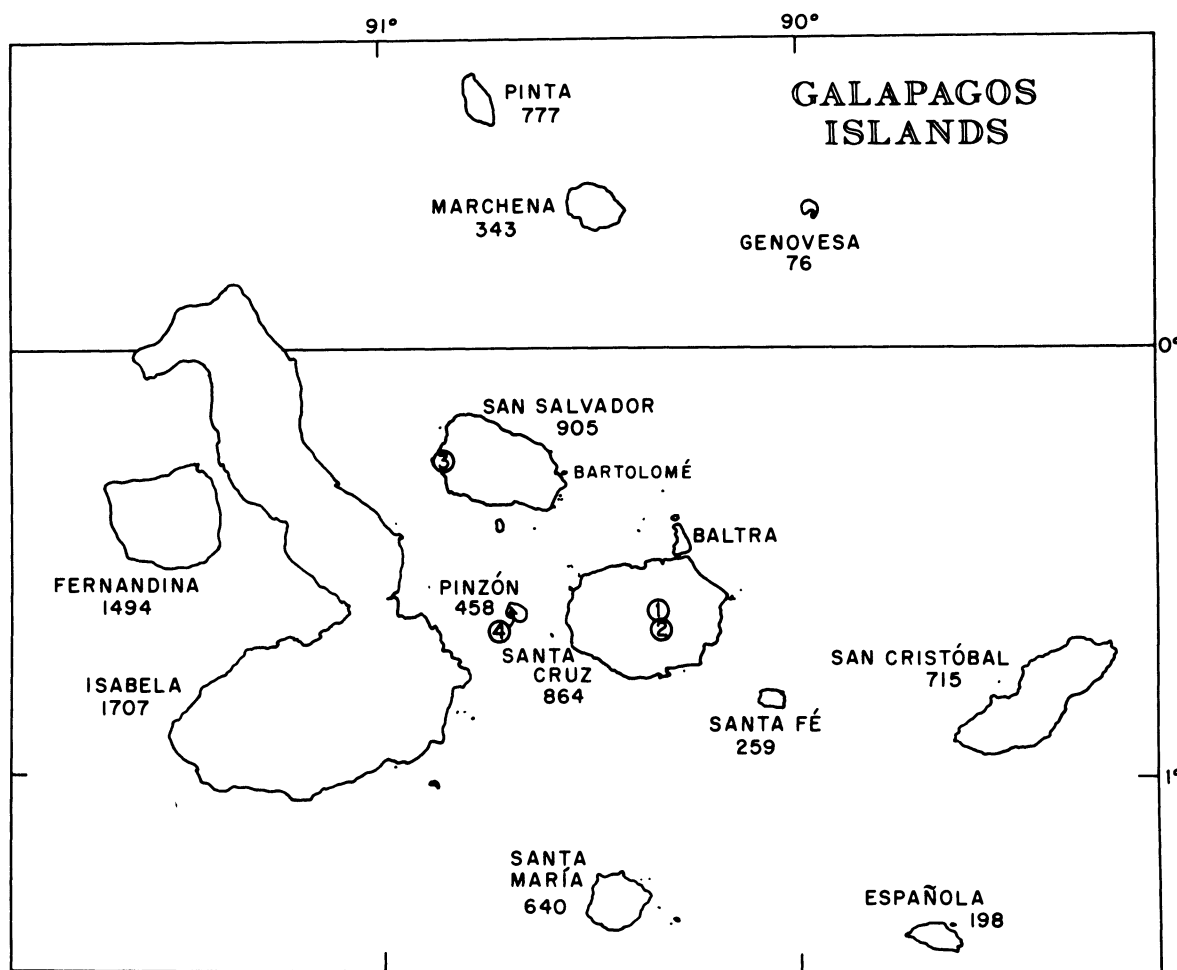 91°
90°
GALAPAGOS
ISLANDS
PINTA
777
MARCHENA
343
GENOVESA
76
0°
SAN SALVADOR
905
3
BARTOLOMÉ
BALTRA
FERNANDINA
1494
PINZÓN
458
4
1
2
SANTA
CRUZ
864
SAN CRISTÓBAL
715
ISABELA
1707
SANTA FÉ
259
1°
SANTA
MARÍA
640
ESPAÑOLA
198